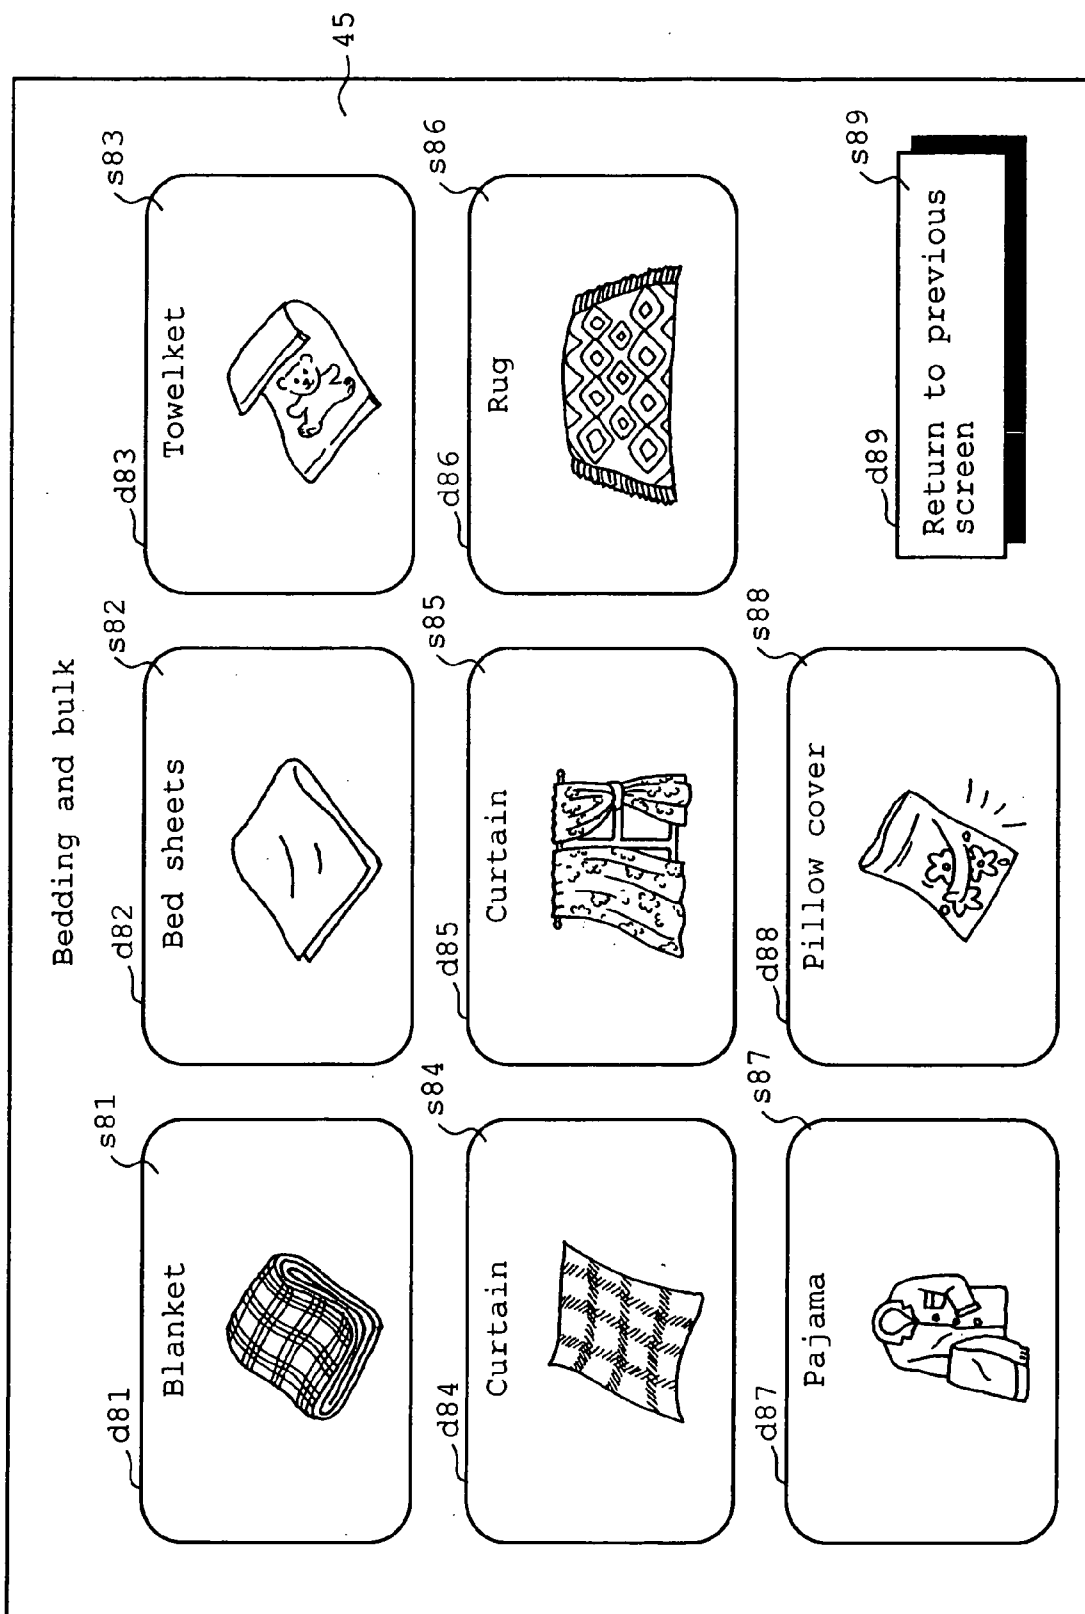 45
Bedding and bulk
d81
s81
Blanket
d82
s82
Bed sheets
d83
s83
Towelket
d84
s84
Curtain
d85
s85
Curtain
d86
s86
Rug
d87
s87
Pajama
d88
s88
Pillow cover
d89
s89
Return to previous
screen